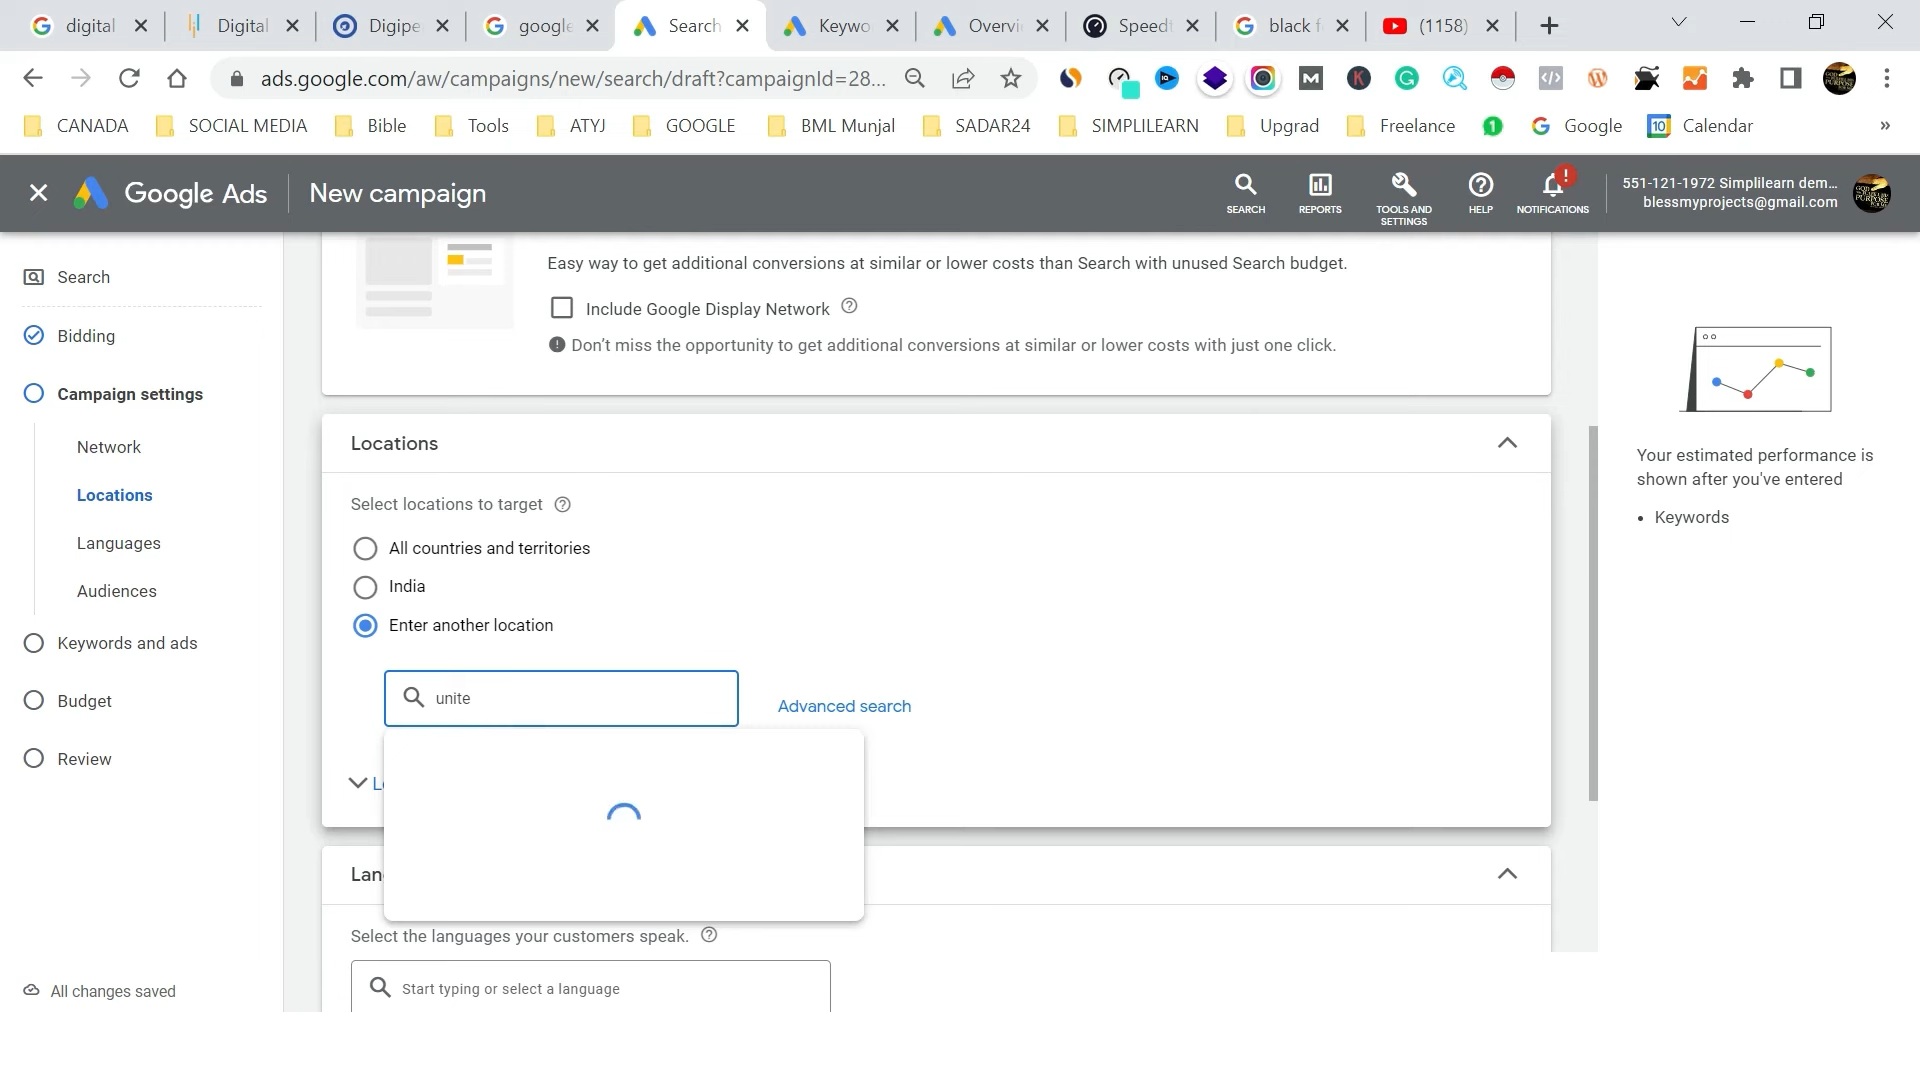 digital
Digital
Digipe
google
Search
Keywo
Overvi
Speedt
black f
(1158)
ads.google.com/aw/campaigns/new/search/draft?campaignId=28...
CANADA
SOCIAL MEDIA
Bible
Tools
ATYJ
GOOGLE
BML Munjal
SADAR24
SIMPLILEARN
Upgrad
Freelance
1
Google
10
Calendar
»
Google Ads
New campaign
SEARCH
REPORTS
TOOLS AND
SETTINGS
HELP
NOTIFICATIONS
551-121-1972 Simplilearn dem...
blessmyprojects@gmail.com
Search
Bidding
Campaign settings
Network
Locations
Languages
Audiences
Keywords and ads
Budget
Review
All changes saved
Easy way to get additional conversions at similar or lower costs than Search with unused Search budget.
Include Google Display Network
Don't miss the opportunity to get additional conversions at similar or lower costs with just one click.
Locations
Select locations to target
All countries and territories
India
Enter another location
unite
Advanced search
Lan
Select the languages your customers speak.
Start typing or select a language
Your estimated performance is
shown after you've entered
• Keywords